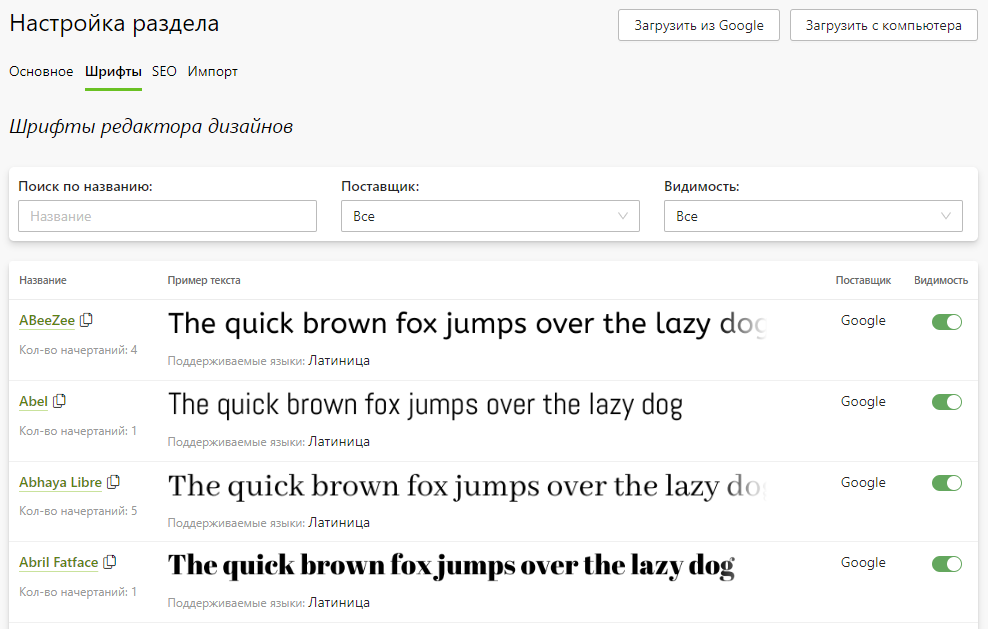 Настройка раздела
Загрузить из Google
Загрузить с компьютера
Основное Шрифты SEO Импорт
Шрифты редактора дизайнов
Поиск по названию: Поставщик: Видимость:
Название Все Все
Название Пример текста Поставщик Видимость
ABeeZee The quick brown fox jumps over the lazy dog Google
Кол-во начертаний: 4 Поддерживаемые языки: Латиница
Abel The quick brown fox jumps over the lazy dog Google
Кол-во начертаний: 1 Поддерживаемые языки: Латиница
Abhaya Libre The quick brown fox jumps over the lazy dog Google
Кол-во начертаний: 5 Поддерживаемые языки: Латиница
Abril Fatface The quick brown fox jumps over the lazy dog Google
Кол-во начертаний: 1 Поддерживаемые языки: Латиница